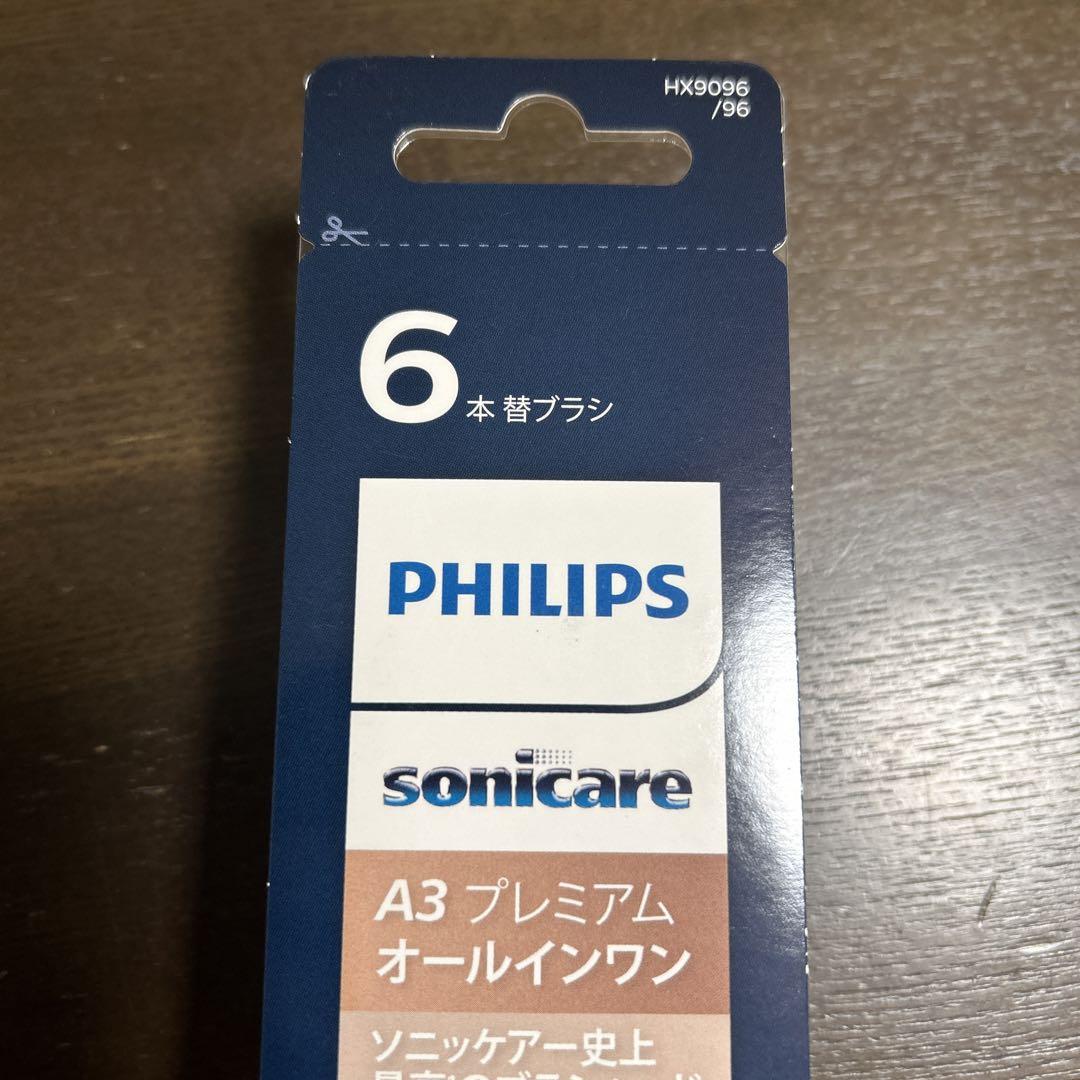 HX9096
/96
6本 替ブラシ
PHILIPS
sonicare
A3 プレミアム
オールインワン
ソニッケアー史上